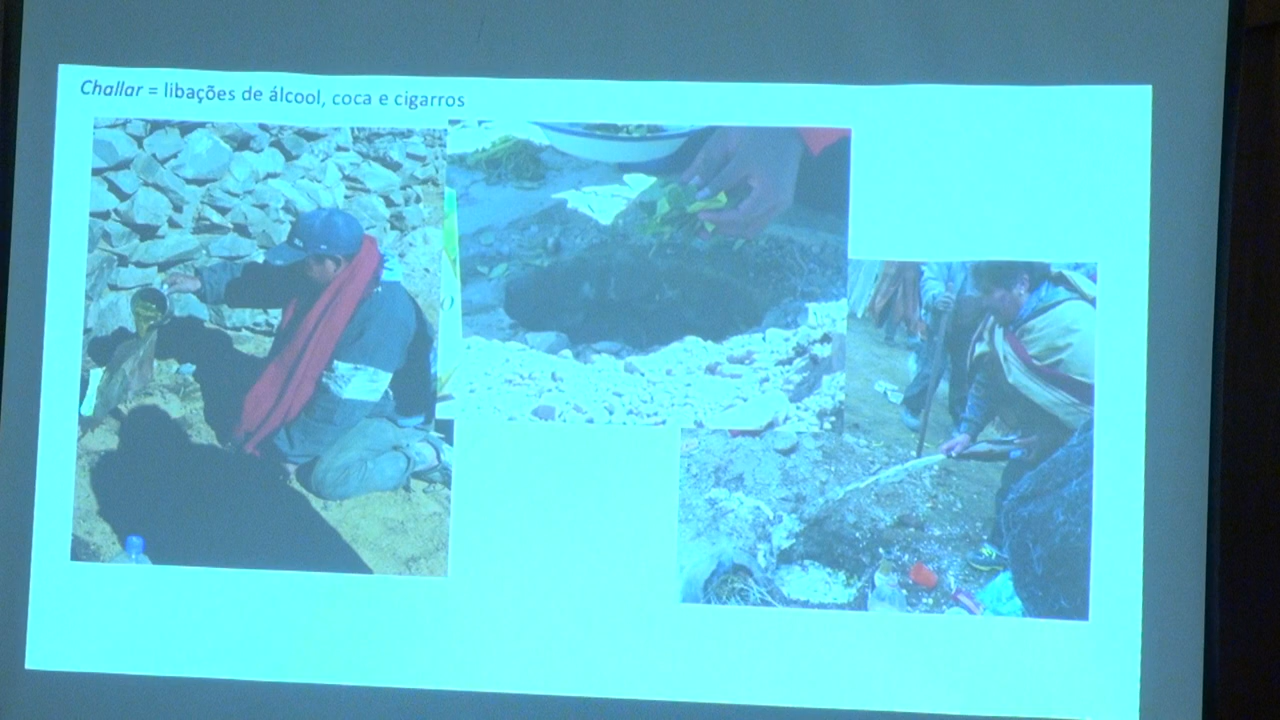 Challar = libações de álcool, coca e cigarros